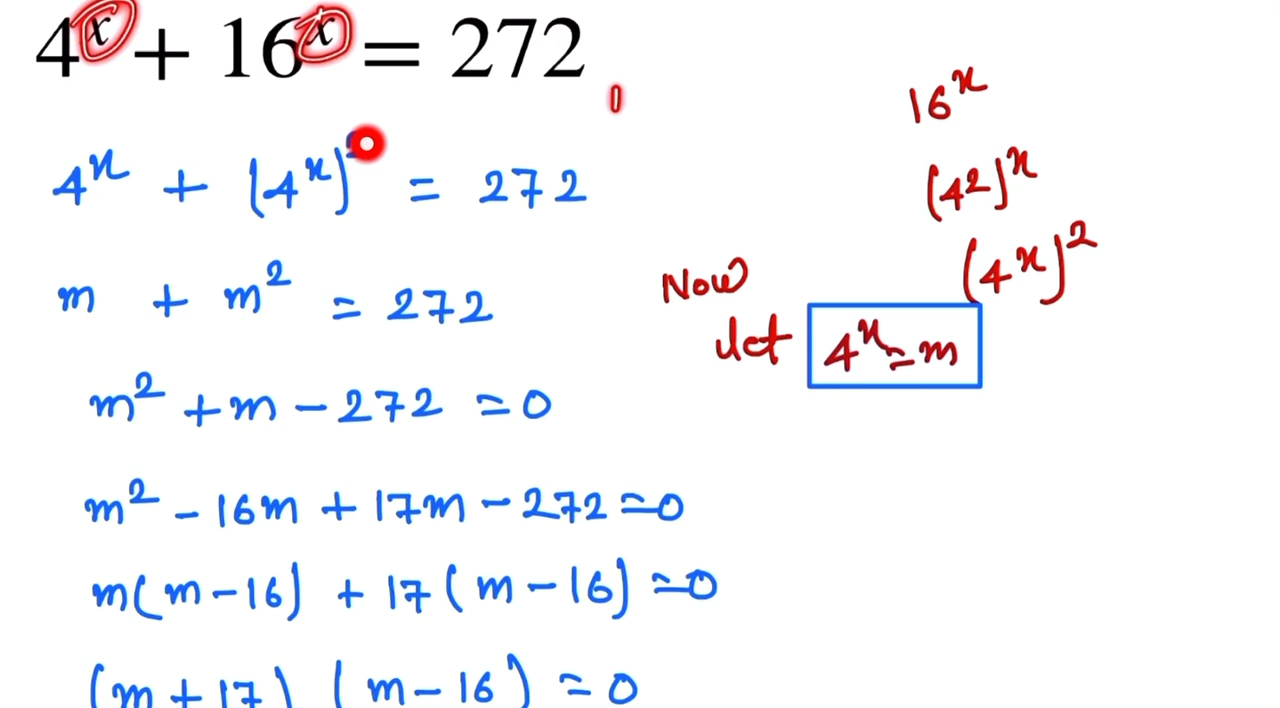 4^x + 16^x = 272
4^x + (4^x)^2 = 272
m + m^2 = 272
m^2 + m - 272 = 0
m^2 - 16m + 17m - 272 = 0
m(m - 16) + 17(m - 16) = 0
(m + 17) (m - 16) = 0
16^x
(4^2)^x
(4^x)^2
Now
let 4^x = m